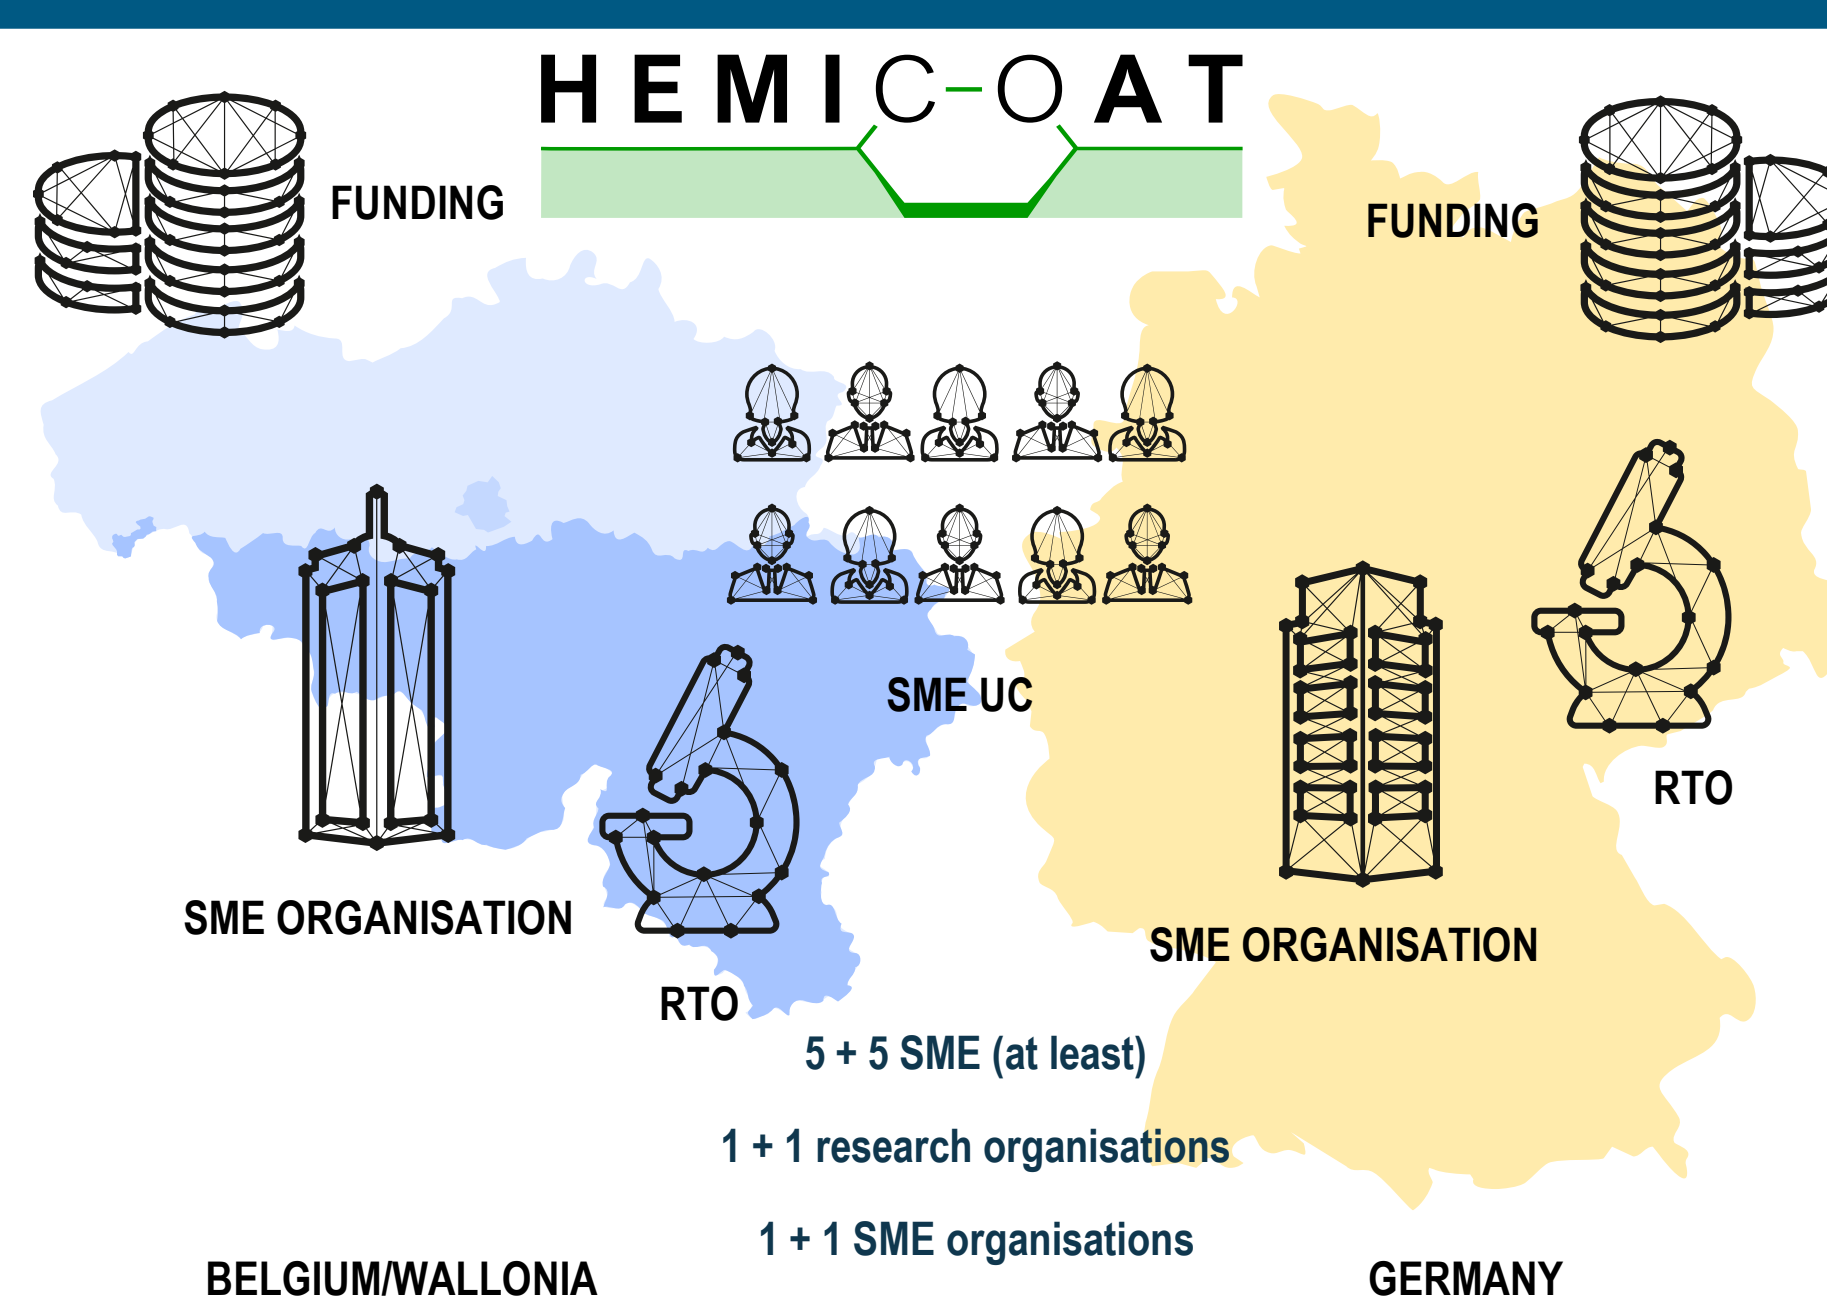 HEMIC-OAT
FUNDING
FUNDING
SME UC
RTO
SME ORGANISATION
SME ORGANISATION
RTO
5 + 5 SME (at least)
1 + 1 research organisations
1 + 1 SME organisations
BELGIUM/WALLONIA
GERMANY